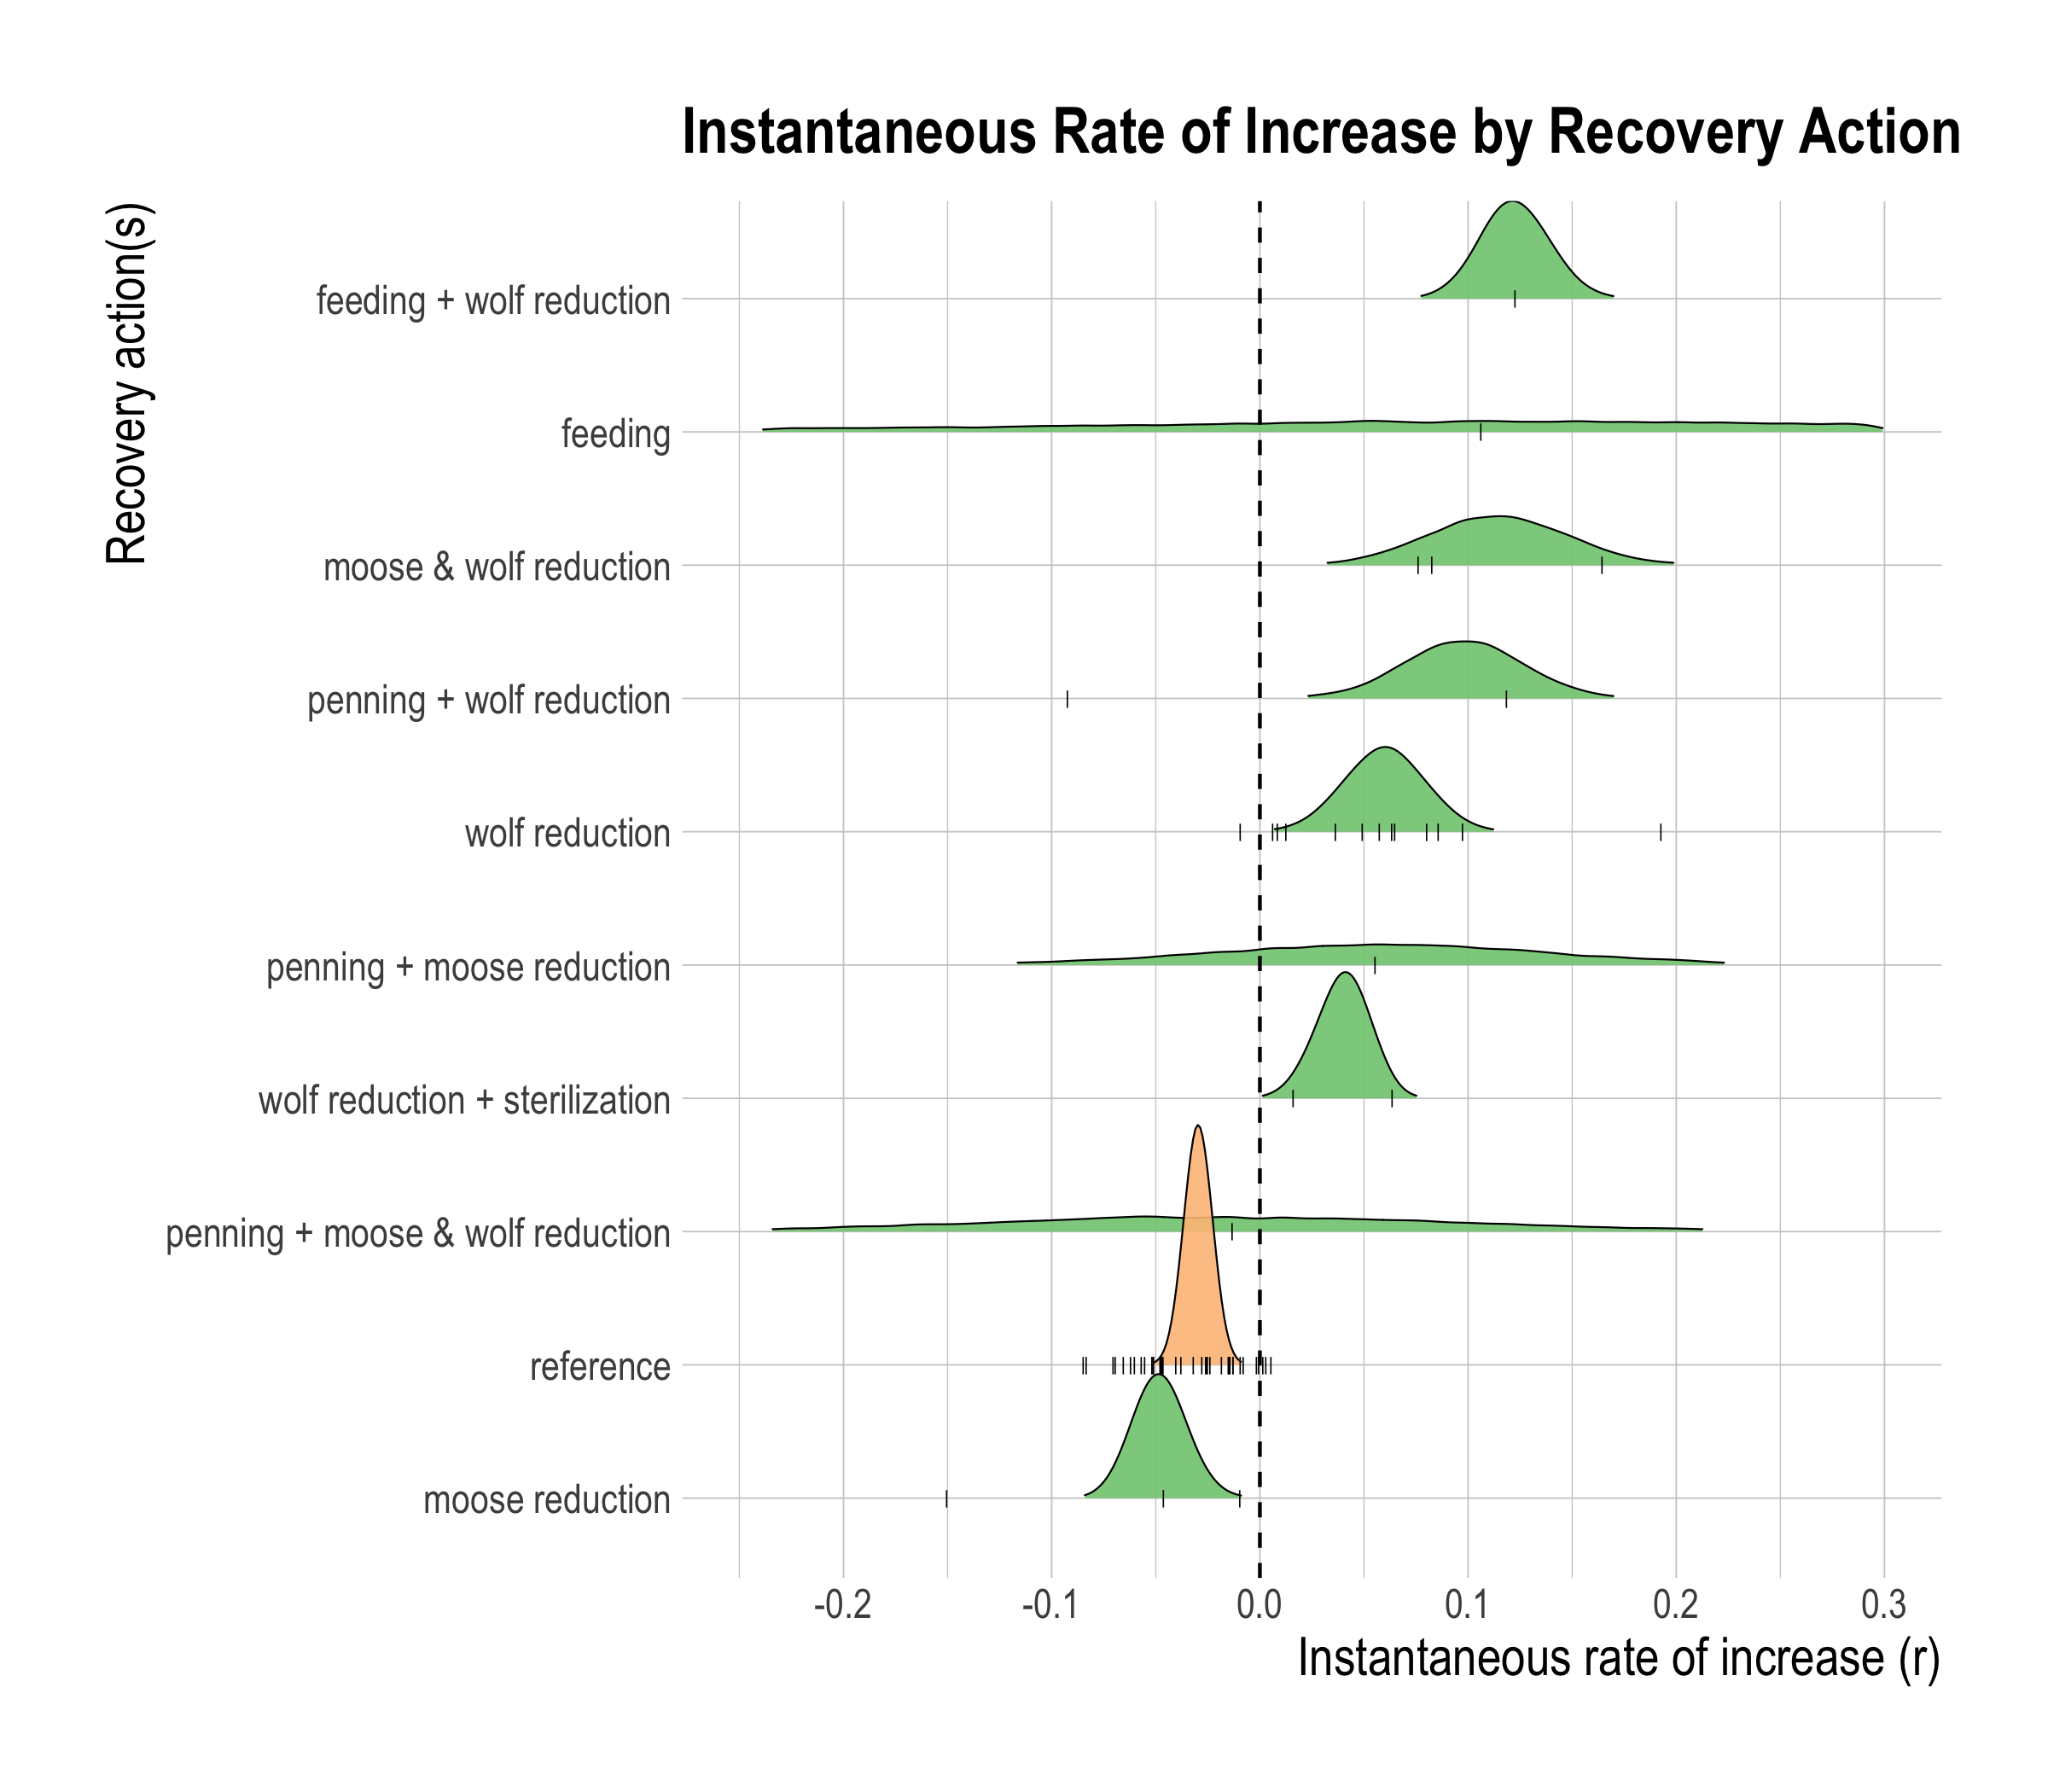 Instantaneous Rate of Increase by Recovery Action
Recovery action(s)
feeding + wolf reduction
feeding
moose & wolf reduction
penning + wolf reduction
wolf reduction
penning + moose reduction
wolf reduction + sterilization
penning + moose & wolf reduction
reference
moose reduction
-0.2 -0.1 0.0 0.1 0.2 0.3
Instantaneous rate of increase (r)